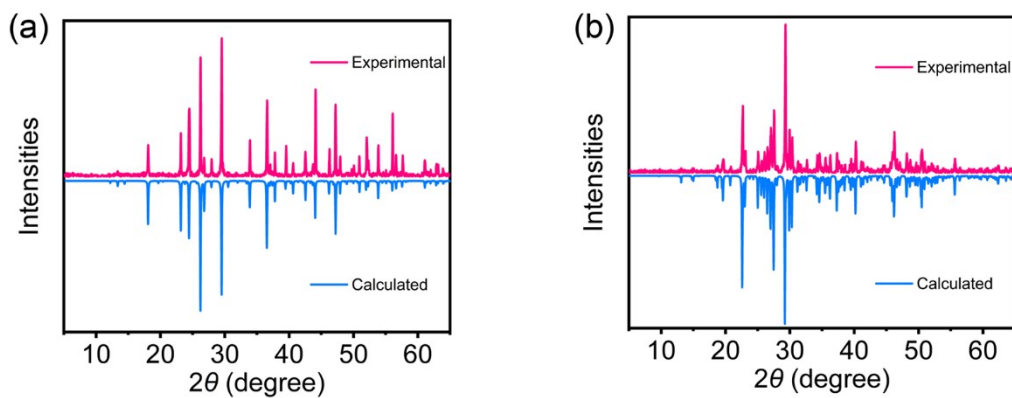 (a)
Intensities
Experimental
Calculated
10 20 30 40 50 60
2θ (degree)
(b)
Intensities
Experimental
Calculated
10 20 30 40 50 60
2θ (degree)